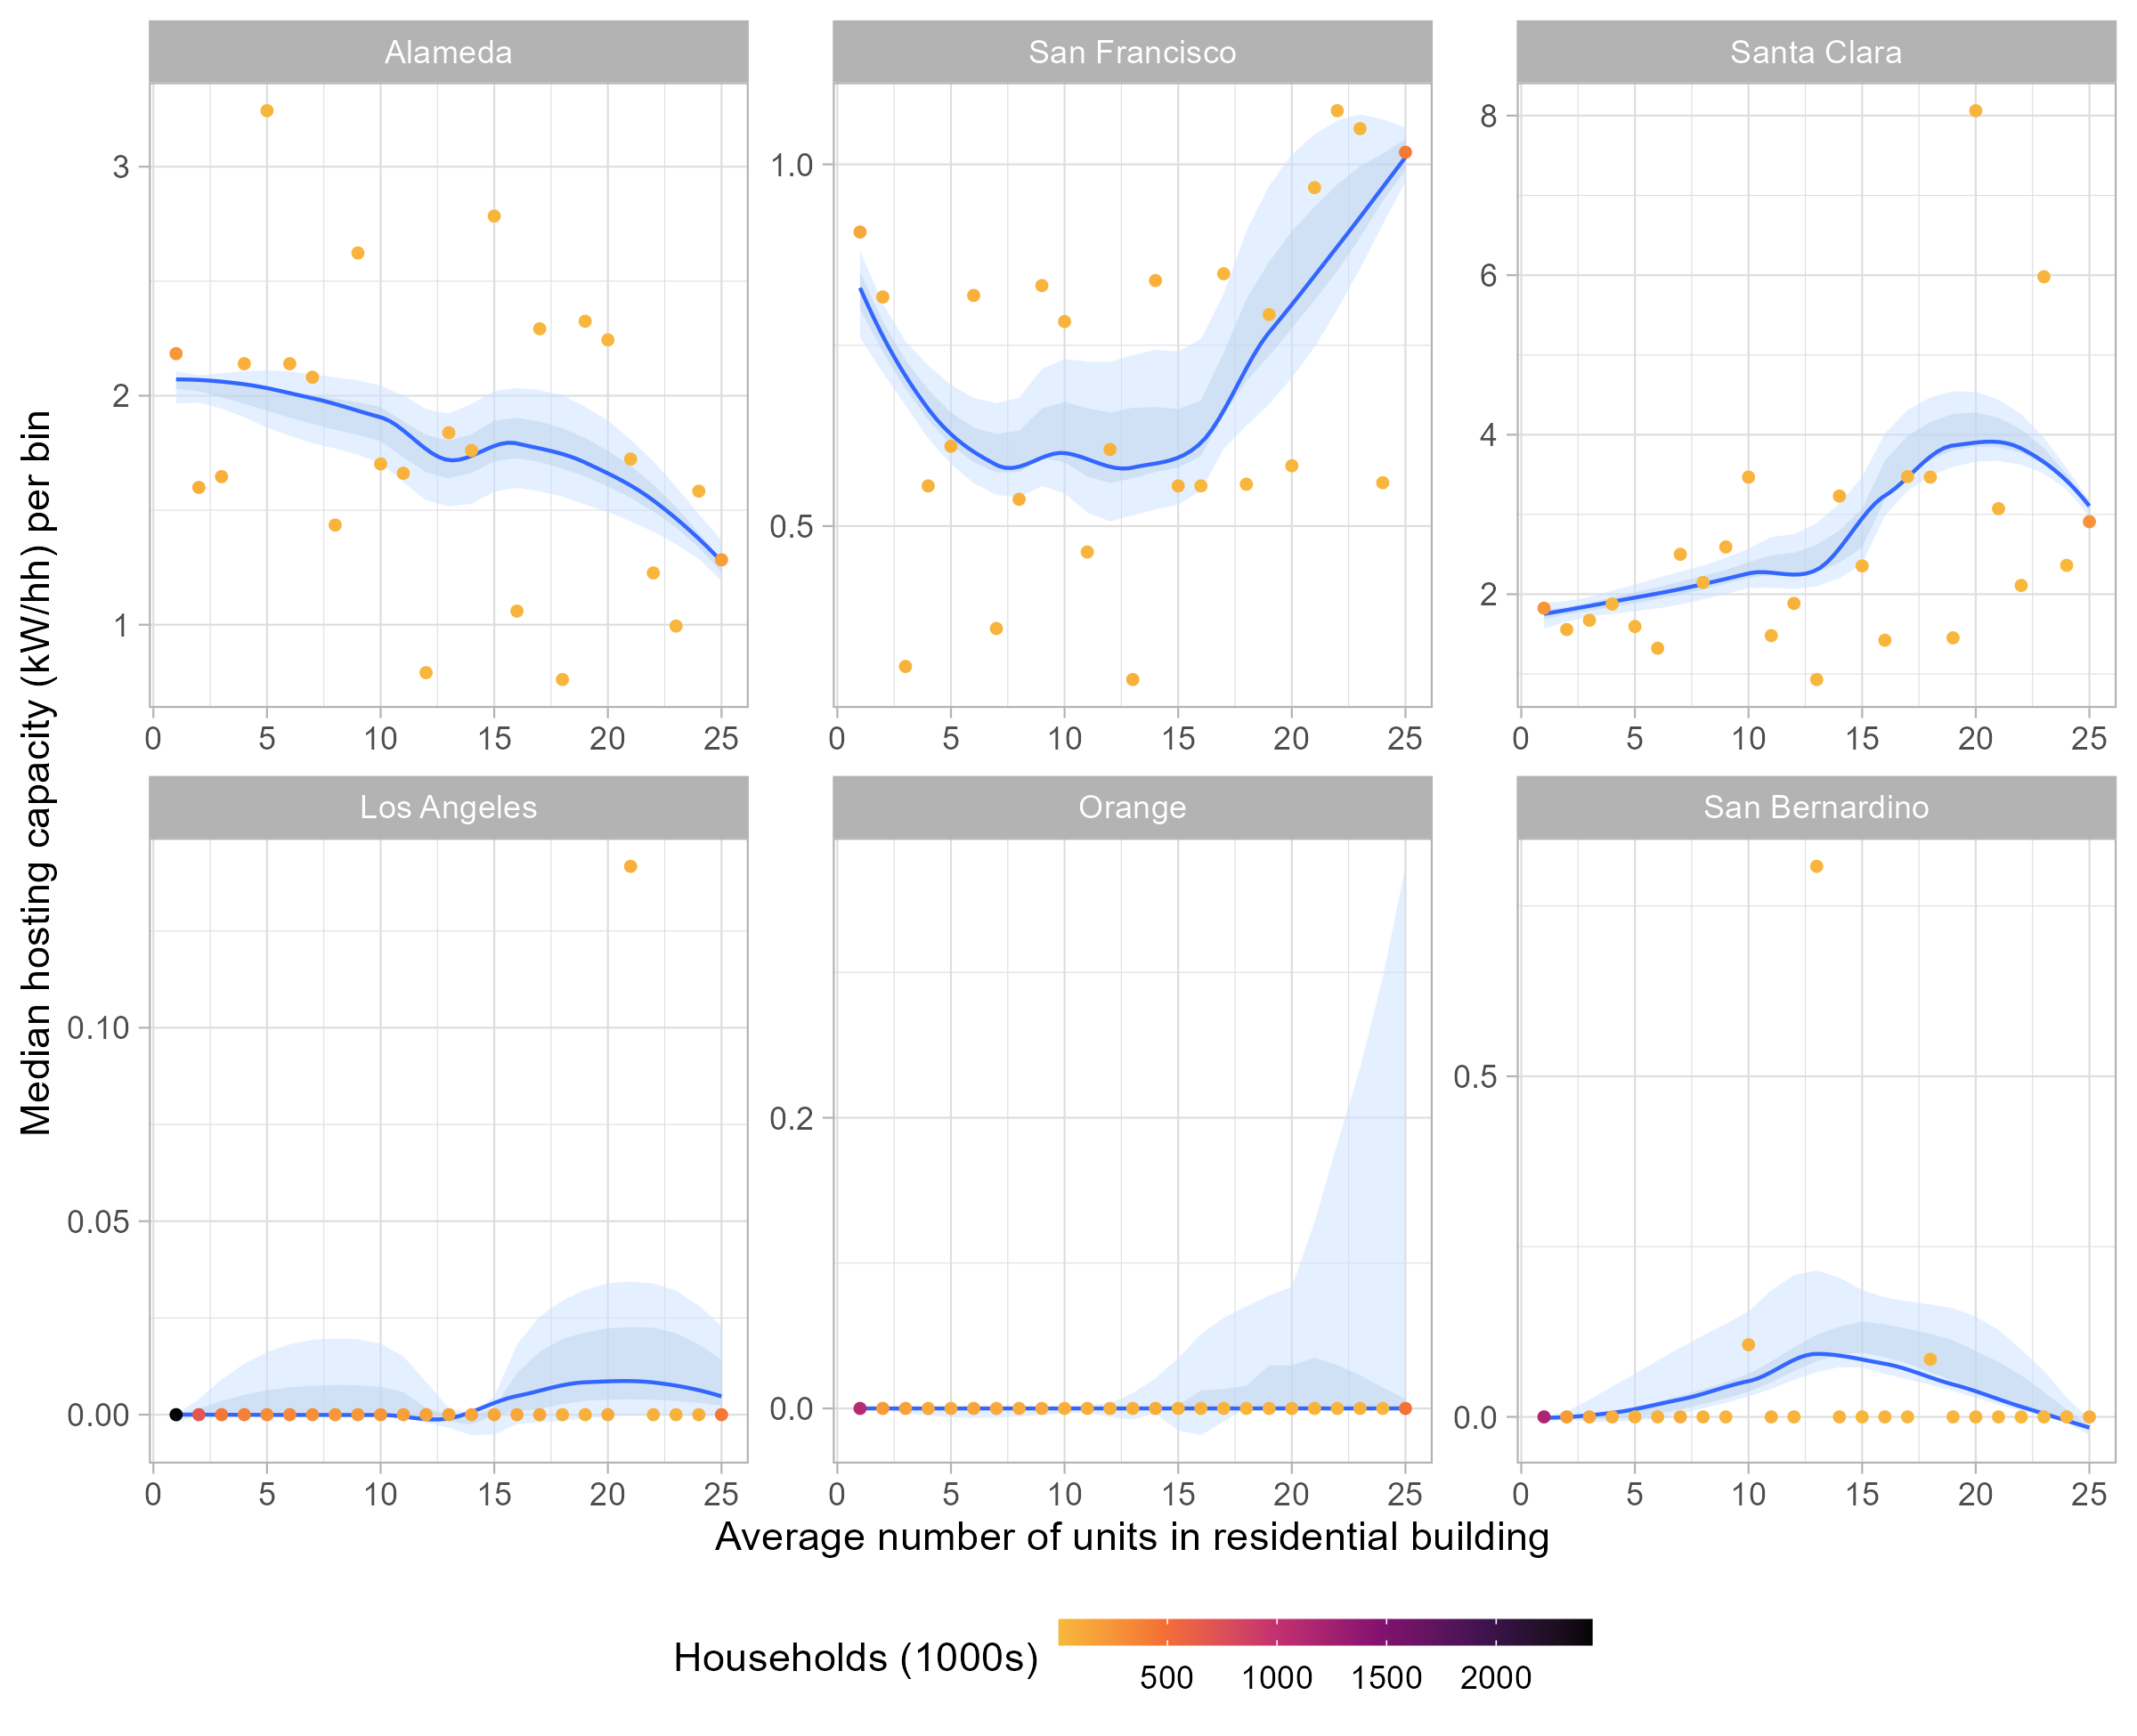 Alameda
San Francisco
Santa Clara
3
2
1
1.0
0.5
8
6
4
2
0 5 10 15 20 25
0 5 10 15 20 25
0 5 10 15 20 25
Median hosting capacity (kW/hh) per bin
Los Angeles
Orange
San Bernardino
0.10
0.05
0.00
0.2
0.0
0.5
0.0
0 5 10 15 20 25
0 5 10 15 20 25
0 5 10 15 20 25
Average number of units in residential building
Households (1000s)
500 1000 1500 2000